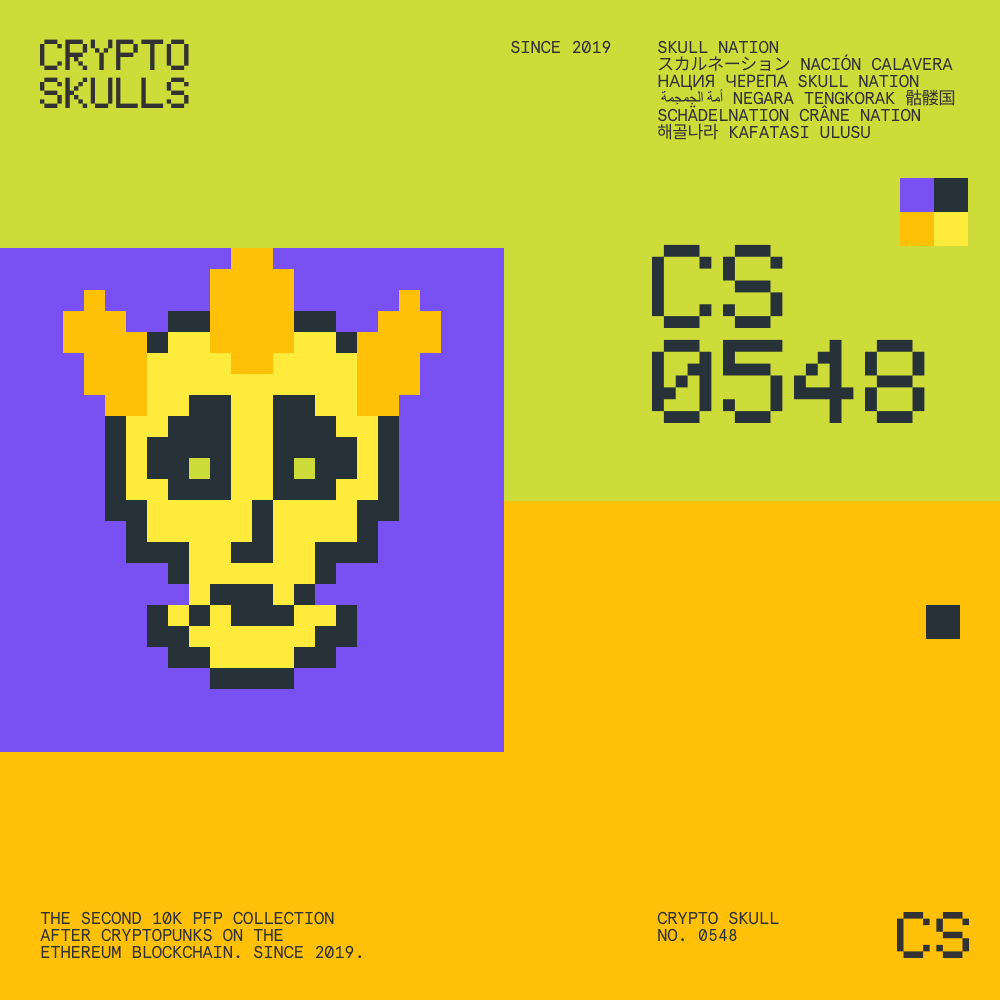 CRYPTO
SKULLS
SINCE 2019
SKULL NATION
スカルネーション NACIÓN CALAVERA
НАЦИЯ ЧЕРЕПА SKULL NATION
أمة الجمجمة NEGARA TENGKORAK 骷髅国
SCHÄDELNATION CRÂNE NATION
해골나라 KAFATASI ULUSU
CS
0548
THE SECOND 10K PFP COLLECTION
AFTER CRYPTOPUNKS ON THE
ETHEREUM BLOCKCHAIN. SINCE 2019.
CRYPTO SKULL
NO. 0548
CS